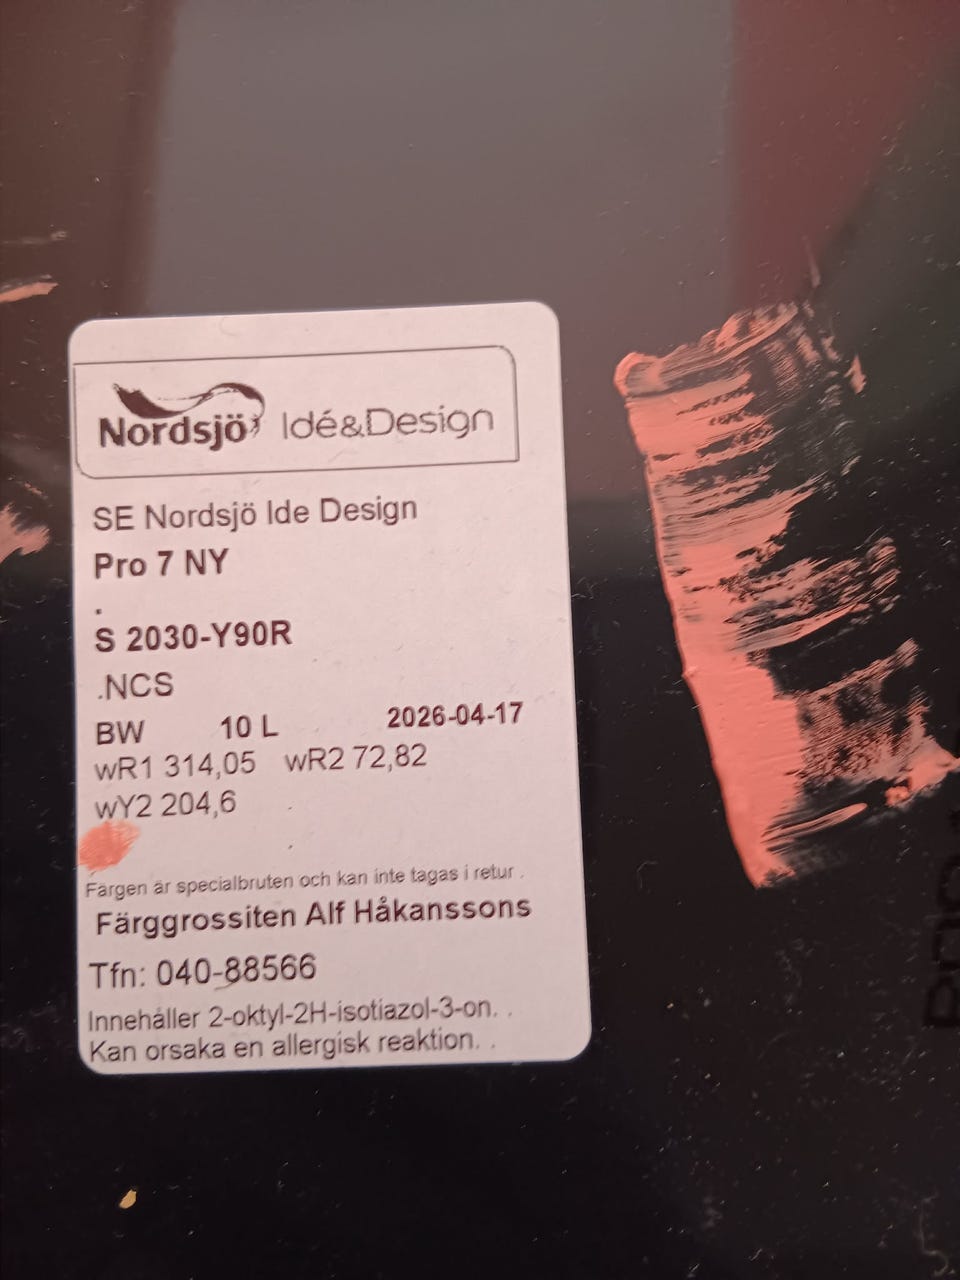 Nordsjö Idé&Design
SE Nordsjö Ide Design
Pro 7 NY
.
S 2030-Y90R
.NCS
BW 10 L 2026-04-17
wR1 314,05 wR2 72,82
wY2 204,6
Färgen är specialbruten och kan inte tagas i retur .
Färggrossiten Alf Håkanssons
Tfn: 040-88566
Innehåller 2-oktyl-2H-isotiazol-3-on. .
Kan orsaka en allergisk reaktion. .